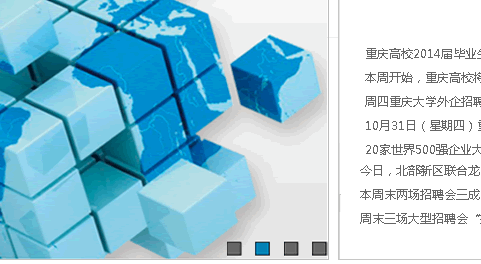 重庆高校2014届毕业生
本周开始，重庆高校将
周四重庆大学外企招聘
10月31日（星期四）重
20家世界500强企业大
今日，北部新区联合龙
本周末两场招聘会三成
周末三场大型招聘会